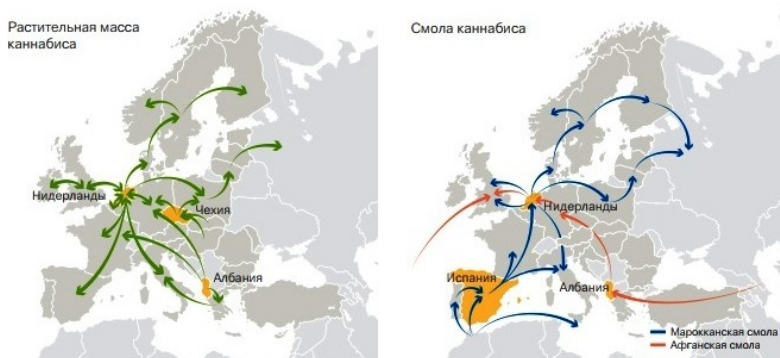 Растительная масса
каннабиса
Нидерланды
Чехия
Албания
Смола каннабиса
Нидерланды
Испания
Албания
Марокканская смола
Афганская смола